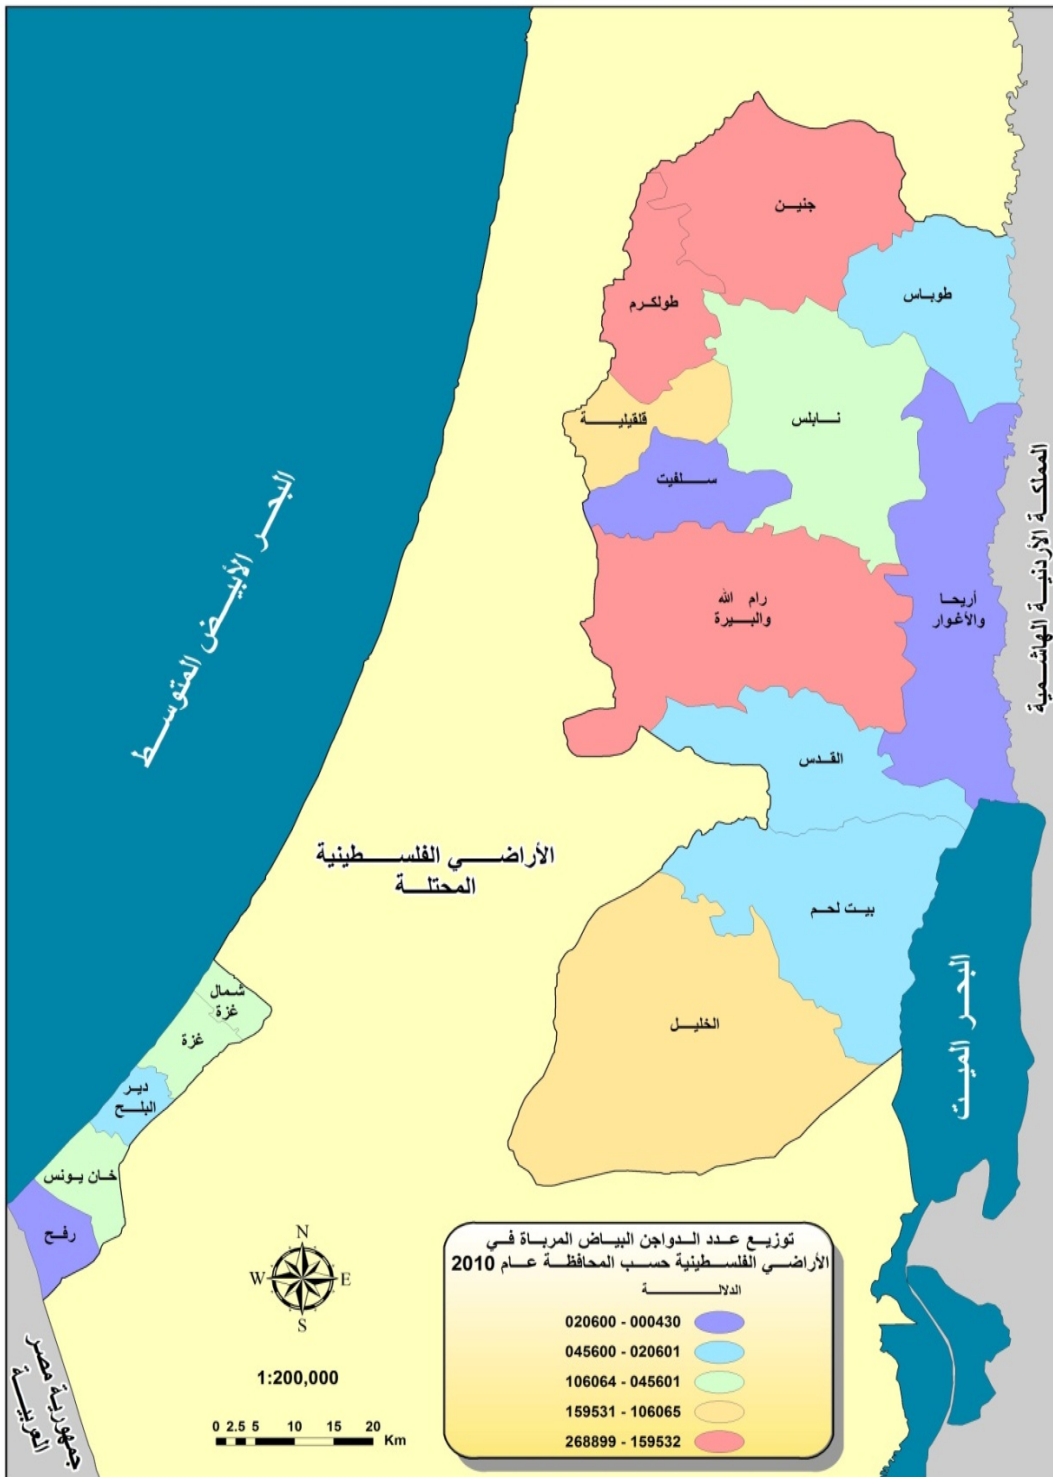 جنين
طوباس
طولكرم
قلقيلية
نابلس
سلفيت
البحر الأبيض المتوسط
المملكة الأردنية الهاشمية
رام الله
والبيرة
أريحا
والأغوار
القدس
الأراضي الفلسطينية
المحتلة
بيت لحم
الخليل
البحر الميت
شمال
غزة
غزة
دير
البلح
خان يونس
رفح
N
W
E
S
1:200,000
0 2.5 5 10 15 20
Km
جمهورية مصر
العربية
توزيع عدد الدواجن البياض المرباة في
الأراضي الفلسطينية حسب المحافظة عام 2010
الدلالة
020600 - 000430
045600 - 020601
106064 - 045601
159531 - 106065
268899 - 159532